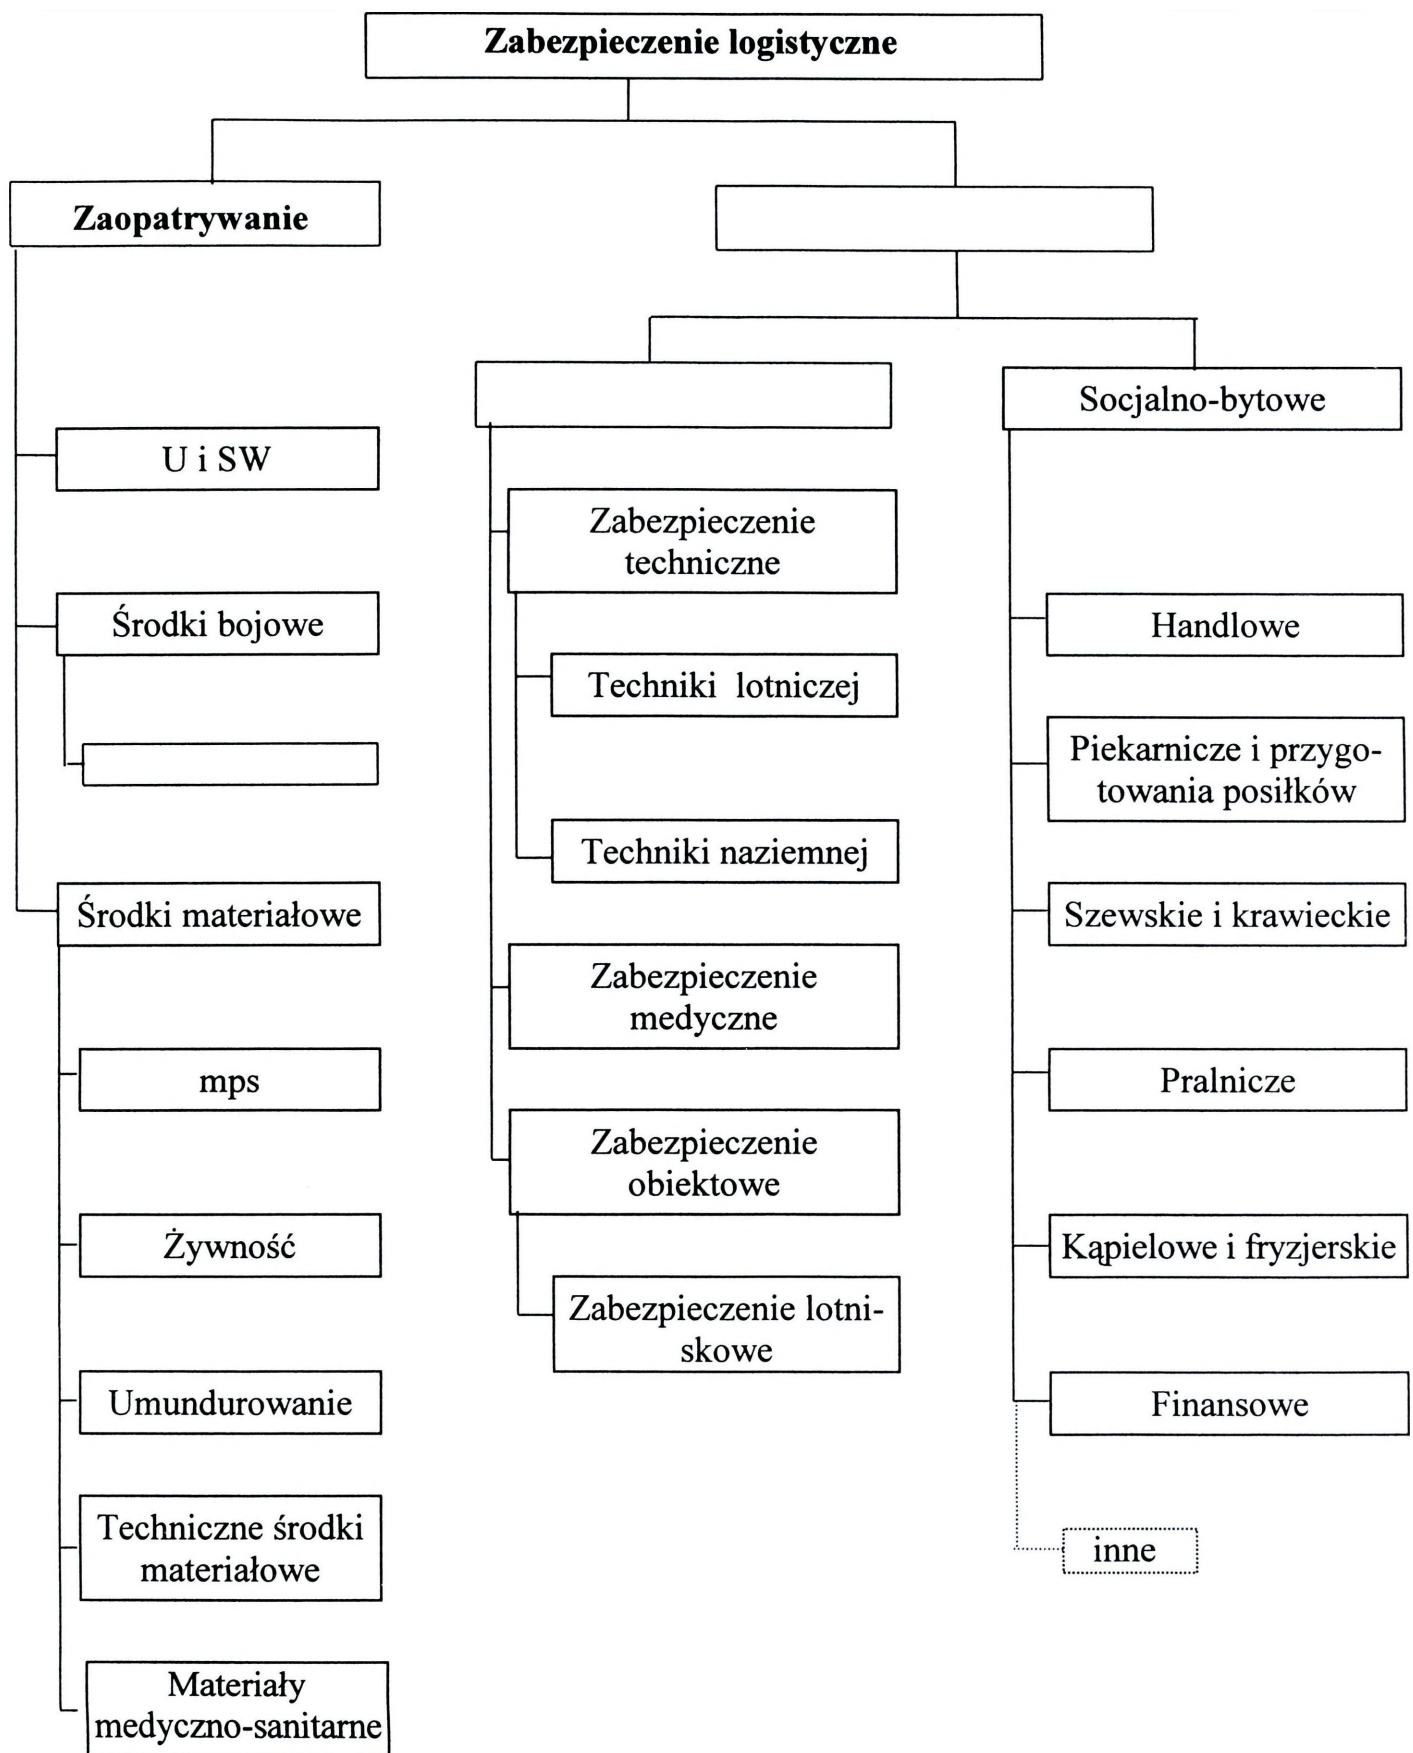 Zabezpieczenie logistyczne
Zaopatrywanie
U i SW
Środki bojowe
Środki materiałowe
mps
Żywność
Umundurowanie
Techniczne środki
materiałowe
Materiały
medyczno-sanitarne
Zabezpieczenie
techniczne
Techniki lotniczej
Techniki naziemnej
Zabezpieczenie
medyczne
Zabezpieczenie
obiektowe
Zabezpieczenie lotni-
skowe
Socjalno-bytowe
Handlowe
Piekarnicze i przygo-
towania posiłków
Szewskie i krawieckie
Pralnicze
Kąpielowe i fryzjerskie
Finansowe
inne